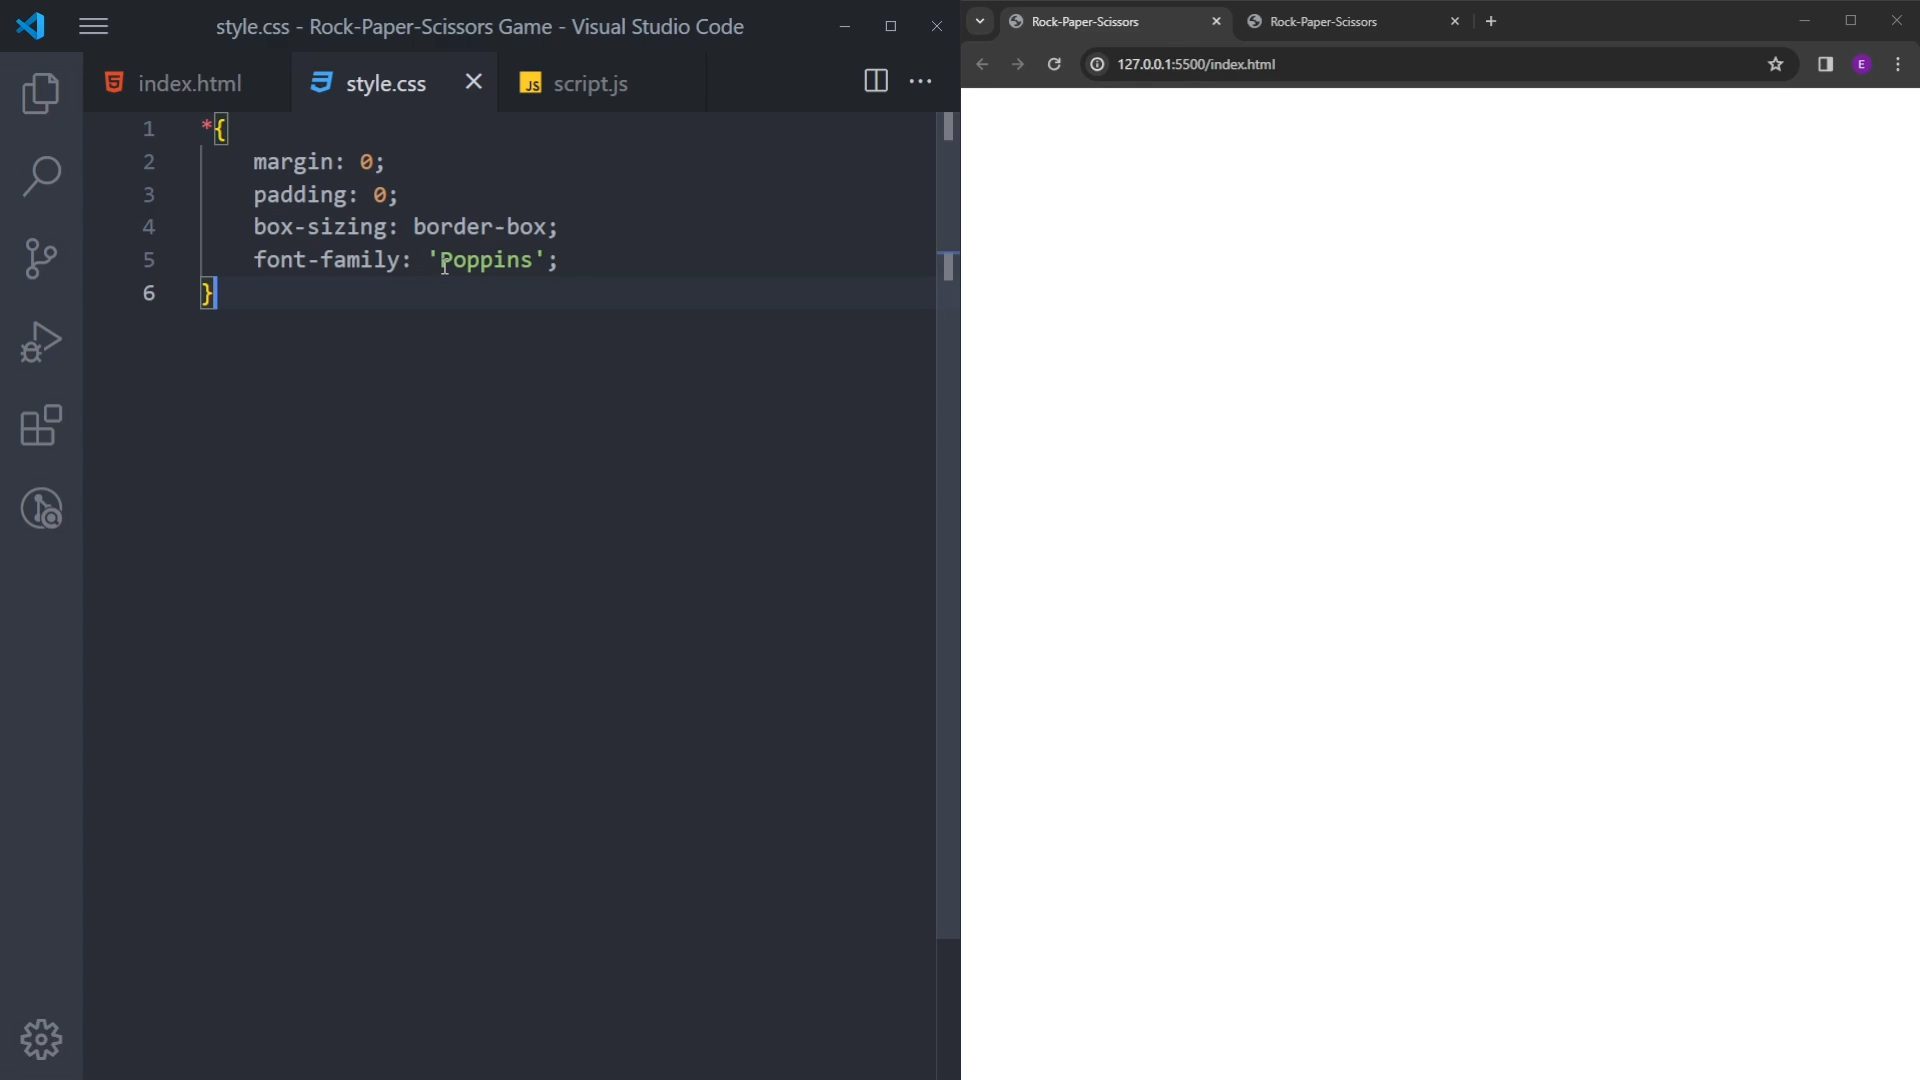 style.css - Rock-Paper-Scissors Game - Visual Studio Code
index.html
style.css
JS script.js
1 *{
2 margin: 0;
3 padding: 0;
4 box-sizing: border-box;
5 font-family: 'Poppins';
6 }
Rock-Paper-Scissors
Rock-Paper-Scissors
127.0.0.1:5500/index.html
E